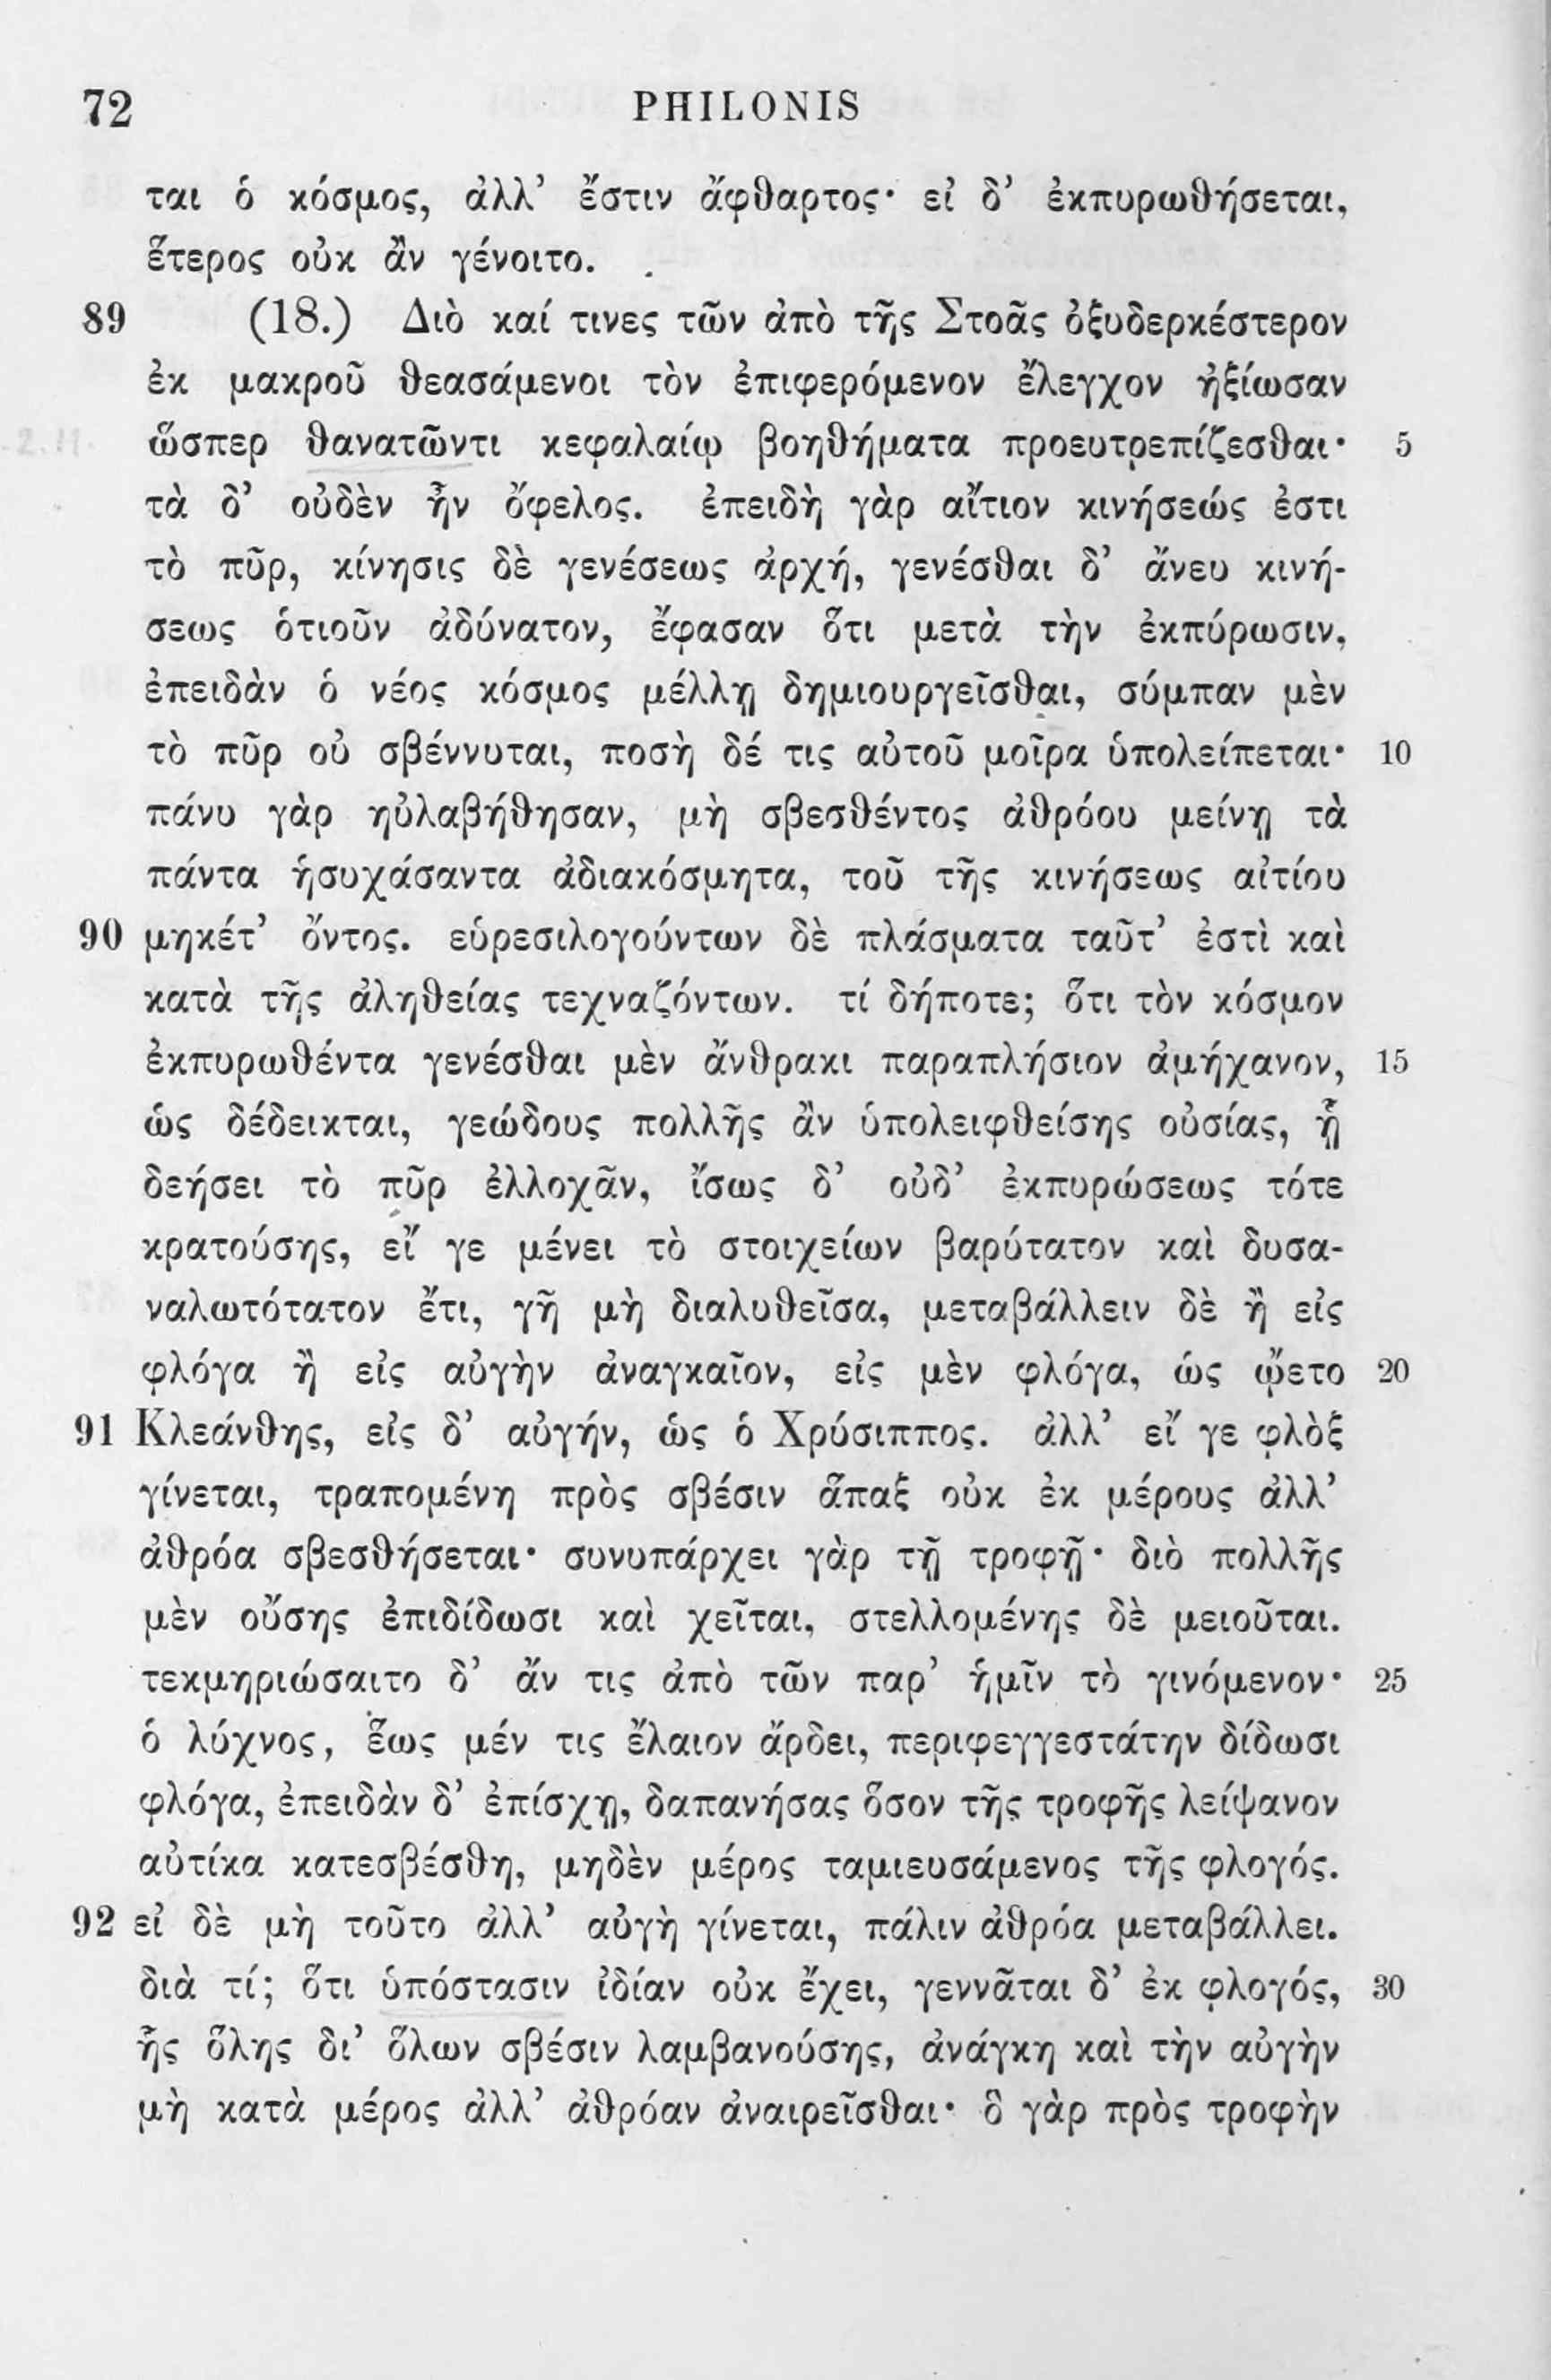 72 PHILONIS
ται ὁ κόσμος, ἀλλ’ ἔστιν ἄφθαρτος· εἰ δ’ ἐκπυρωθήσεται,
ἕτερος οὐκ ἂν γένοιτο.
89 (18.) Διὸ καί τινες τῶν ἀπὸ τῆς Στοᾶς ὀξυδερκέστερον
ἐκ μακροῦ θεασάμενοι τὸν ἐπιφερόμενον ἔλεγχον ἠξίωσαν
ὥσπερ θανατῶντι κεφαλαίῳ βοηθήματα προευτρεπίζεσθαι· 5
τὰ δ’ οὐδὲν ἦν ὄφελος. ἐπειδὴ γὰρ αἴτιον κινήσεώς ἐστι
τὸ πῦρ, κίνησις δὲ γενέσεως ἀρχή, γενέσθαι δ’ ἄνευ κινή-
σεως ὁτιοῦν ἀδύνατον, ἔφασαν ὅτι μετὰ τὴν ἐκπύρωσιν,
ἐπειδὰν ὁ νέος κόσμος μέλλῃ δημιουργεῖσθαι, σύμπαν μὲν
τὸ πῦρ οὐ σβέννυται, ποσὴ δέ τις αὐτοῦ μοῖρα ὑπολείπεται· 10
πάνυ γὰρ ηὐλαβήθησαν, μὴ σβεσθέντος ἀθρόου μείνῃ τὰ
πάντα ἡσυχάσαντα ἀδιακόσμητα, τοῦ τῆς κινήσεως αἰτίου
90 μηκέτ’ ὄντος. εὑρεσιλογούντων δὲ πλάσματα ταῦτ’ ἐστὶ καὶ
κατὰ τῆς ἀληθείας τεχναζόντων. τί δήποτε; ὅτι τὸν κόσμον
ἐκπυρωθέντα γενέσθαι μὲν ἄνθρακι παραπλήσιον ἀμήχανον, 15
ὡς δέδεικται, γεώδους πολλῆς ἂν ὑπολειφθείσης οὐσίας, ᾗ
δεήσει τὸ πῦρ ἐλλοχᾶν, ἴσως δ’ οὐδ’ ἐκπυρώσεως τότε
κρατούσης, εἴ γε μένει τὸ στοιχείων βαρύτατον καὶ δυσα-
ναλωτότατον ἔτι, γῆ μὴ διαλυθεῖσα, μεταβάλλειν δὲ ἢ εἰς
φλόγα ἢ εἰς αὐγὴν ἀναγκαῖον, εἰς μὲν φλόγα, ὡς ᾤετο 20
91 Κλεάνθης, εἰς δ’ αὐγήν, ὡς ὁ Χρύσιππος. ἀλλ’ εἴ γε φλὸξ
γίνεται, τραπομένη πρὸς σβέσιν ἅπαξ οὐκ ἐκ μέρους ἀλλ’
ἀθρόα σβεσθήσεται· συνυπάρχει γὰρ τῇ τροφῇ· διὸ πολλῆς
μὲν οὔσης ἐπιδίδωσι καὶ χεῖται, στελλομένης δὲ μειοῦται.
τεκμηριώσαιτο δ’ ἄν τις ἀπὸ τῶν παρ’ ἡμῖν τὸ γινόμενον· 25
ὁ λύχνος, ἕως μέν τις ἔλαιον ἄρδει, περιφεγγεστάτην δίδωσι
φλόγα, ἐπειδὰν δ’ ἐπίσχῃ, δαπανήσας ὅσον τῆς τροφῆς λείψανον
αὐτίκα κατεσβέσθη, μηδὲν μέρος ταμιευσάμενος τῆς φλογός.
92 εἰ δὲ μὴ τοῦτο ἀλλ’ αὐγὴ γίνεται, πάλιν ἀθρόα μεταβάλλει.
διὰ τί; ὅτι ὑπόστασιν ἰδίαν οὐκ ἔχει, γεννᾶται δ’ ἐκ φλογός, 30
ἧς ὅλης δι’ ὅλων σβέσιν λαμβανούσης, ἀνάγκη καὶ τὴν αὐγὴν
μὴ κατὰ μέρος ἀλλ’ ἀθρόαν ἀναιρεῖσθαι· ὃ γὰρ πρὸς τροφὴν